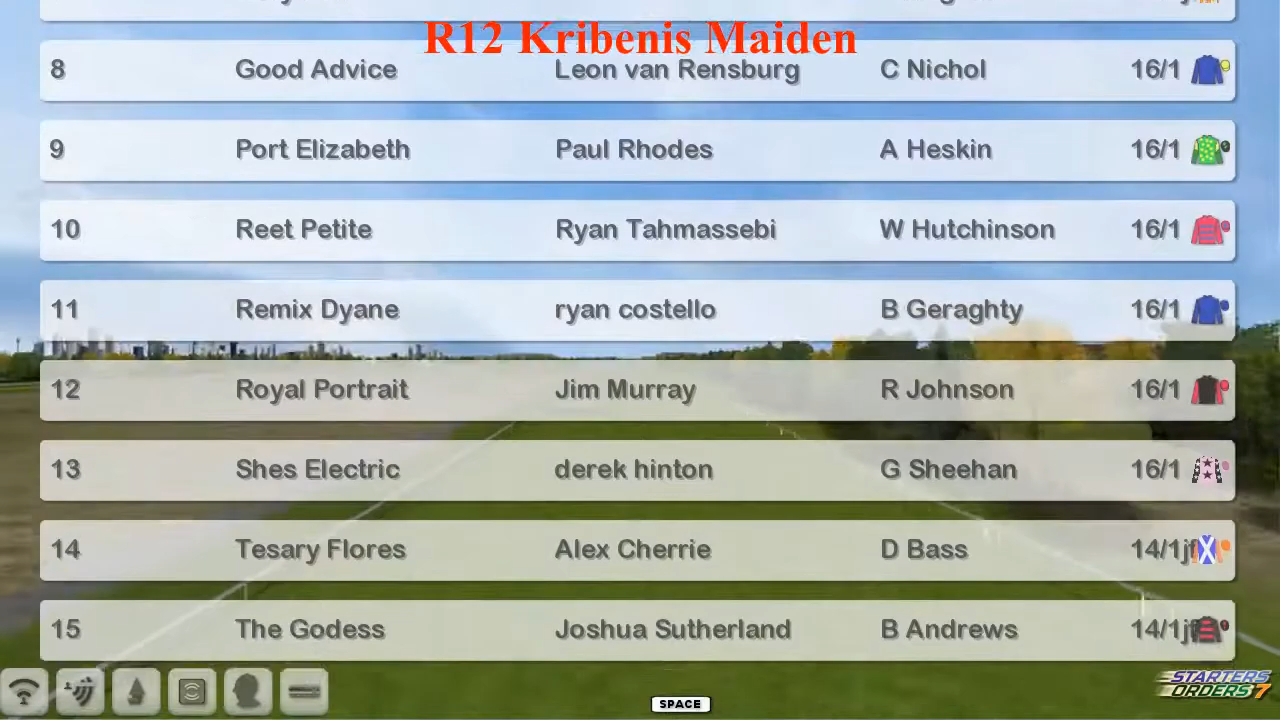 R12 Kribenis Maiden
8 Good Advice Leon van Rensburg C Nichol 16/1
9 Port Elizabeth Paul Rhodes A Heskin 16/1
10 Reet Petite Ryan Tahmassebi W Hutchinson 16/1
11 Remix Dyane ryan costello B Geraghty 16/1
12 Royal Portrait Jim Murray R Johnson 16/1
13 Shes Electric derek hinton G Sheehan 16/1
14 Tesary Flores Alex Cherrie D Bass 14/1jf
15 The Godess Joshua Sutherland B Andrews 14/1jf
SPACE
STARTERS ORDERS 7